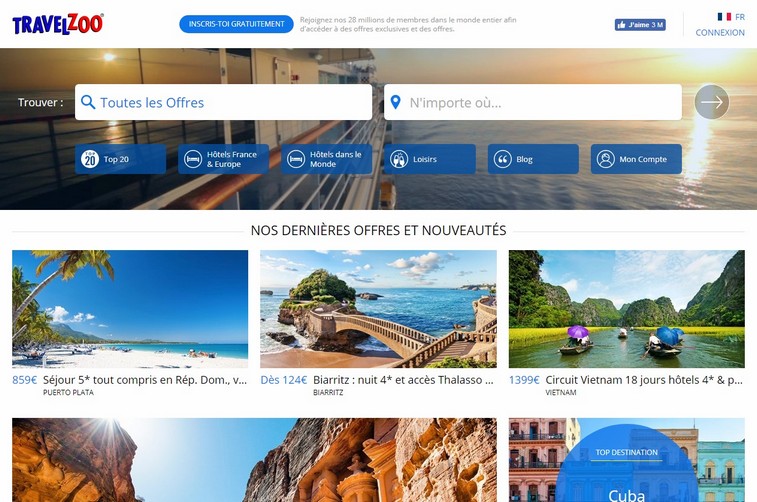 TRAVELZOO®
INSCRIS-TOI GRATUITEMENT
Rejoignez nos 28 millions de membres dans le monde entier afin
d'accéder à des offres exclusives et des offres.
J'aime 3 M
FR
CONNEXION
Trouver :
Toutes les Offres
N'importe où...
TOP 20
Top 20
Hôtels France
& Europe
Hôtels dans le
Monde
Loisirs
Blog
Mon Compte
NOS DERNIÈRES OFFRES ET NOUVEAUTÉS
859€ Séjour 5* tout compris en Rép. Dom., v...
PUERTO PLATA
Dès 124€ Biarritz : nuit 4* et accès Thalasso ...
BIARRITZ
1399€ Circuit Vietnam 18 jours hôtels 4* & p...
VIETNAM
TOP DESTINATION
Cuba